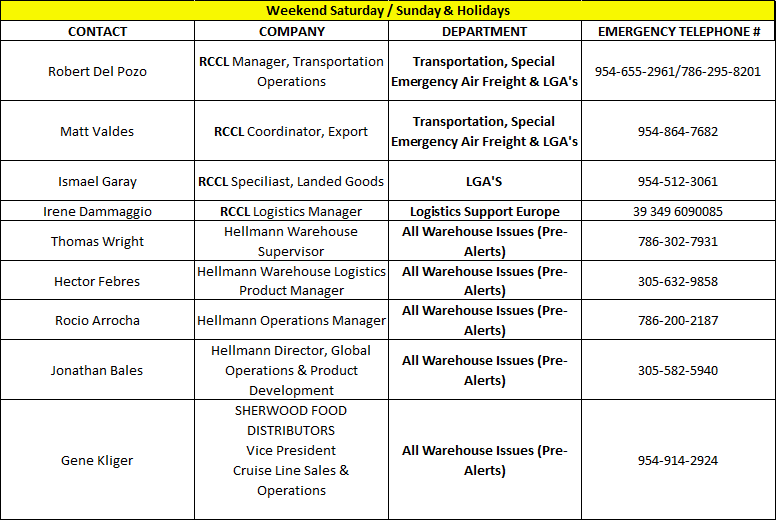 Weekend Saturday / Sunday & Holidays
CONTACT COMPANY DEPARTMENT EMERGENCY TELEPHONE #
Robert Del Pozo
RCCL Manager, Transportation
Operations
Transportation, Special
Emergency Air Freight & LGA's
954-655-2961/786-295-8201
Matt Valdes
RCCL Coordinator, Export
Transportation, Special
Emergency Air Freight & LGA's
954-864-7682
Ismael Garay
RCCL Speciliast, Landed Goods
LGA'S
954-512-3061
Irene Dammaggio
RCCL Logistics Manager
Logistics Support Europe
39 349 6090085
Thomas Wright
Hellmann Warehouse
Supervisor
All Warehouse Issues (Pre-
Alerts)
786-302-7931
Hector Febres
Hellmann Warehouse Logistics
Product Manager
All Warehouse Issues (Pre-
Alerts)
305-632-9858
Rocio Arrocha
Hellmann Operations Manager
All Warehouse Issues (Pre-
Alerts)
786-200-2187
Jonathan Bales
Hellmann Director, Global
Operations & Product
Development
All Warehouse Issues (Pre-
Alerts)
305-582-5940
Gene Kliger
SHERWOOD FOOD
DISTRIBUTORS
Vice President
Cruise Line Sales &
Operations
All Warehouse Issues (Pre-
Alerts)
954-914-2924